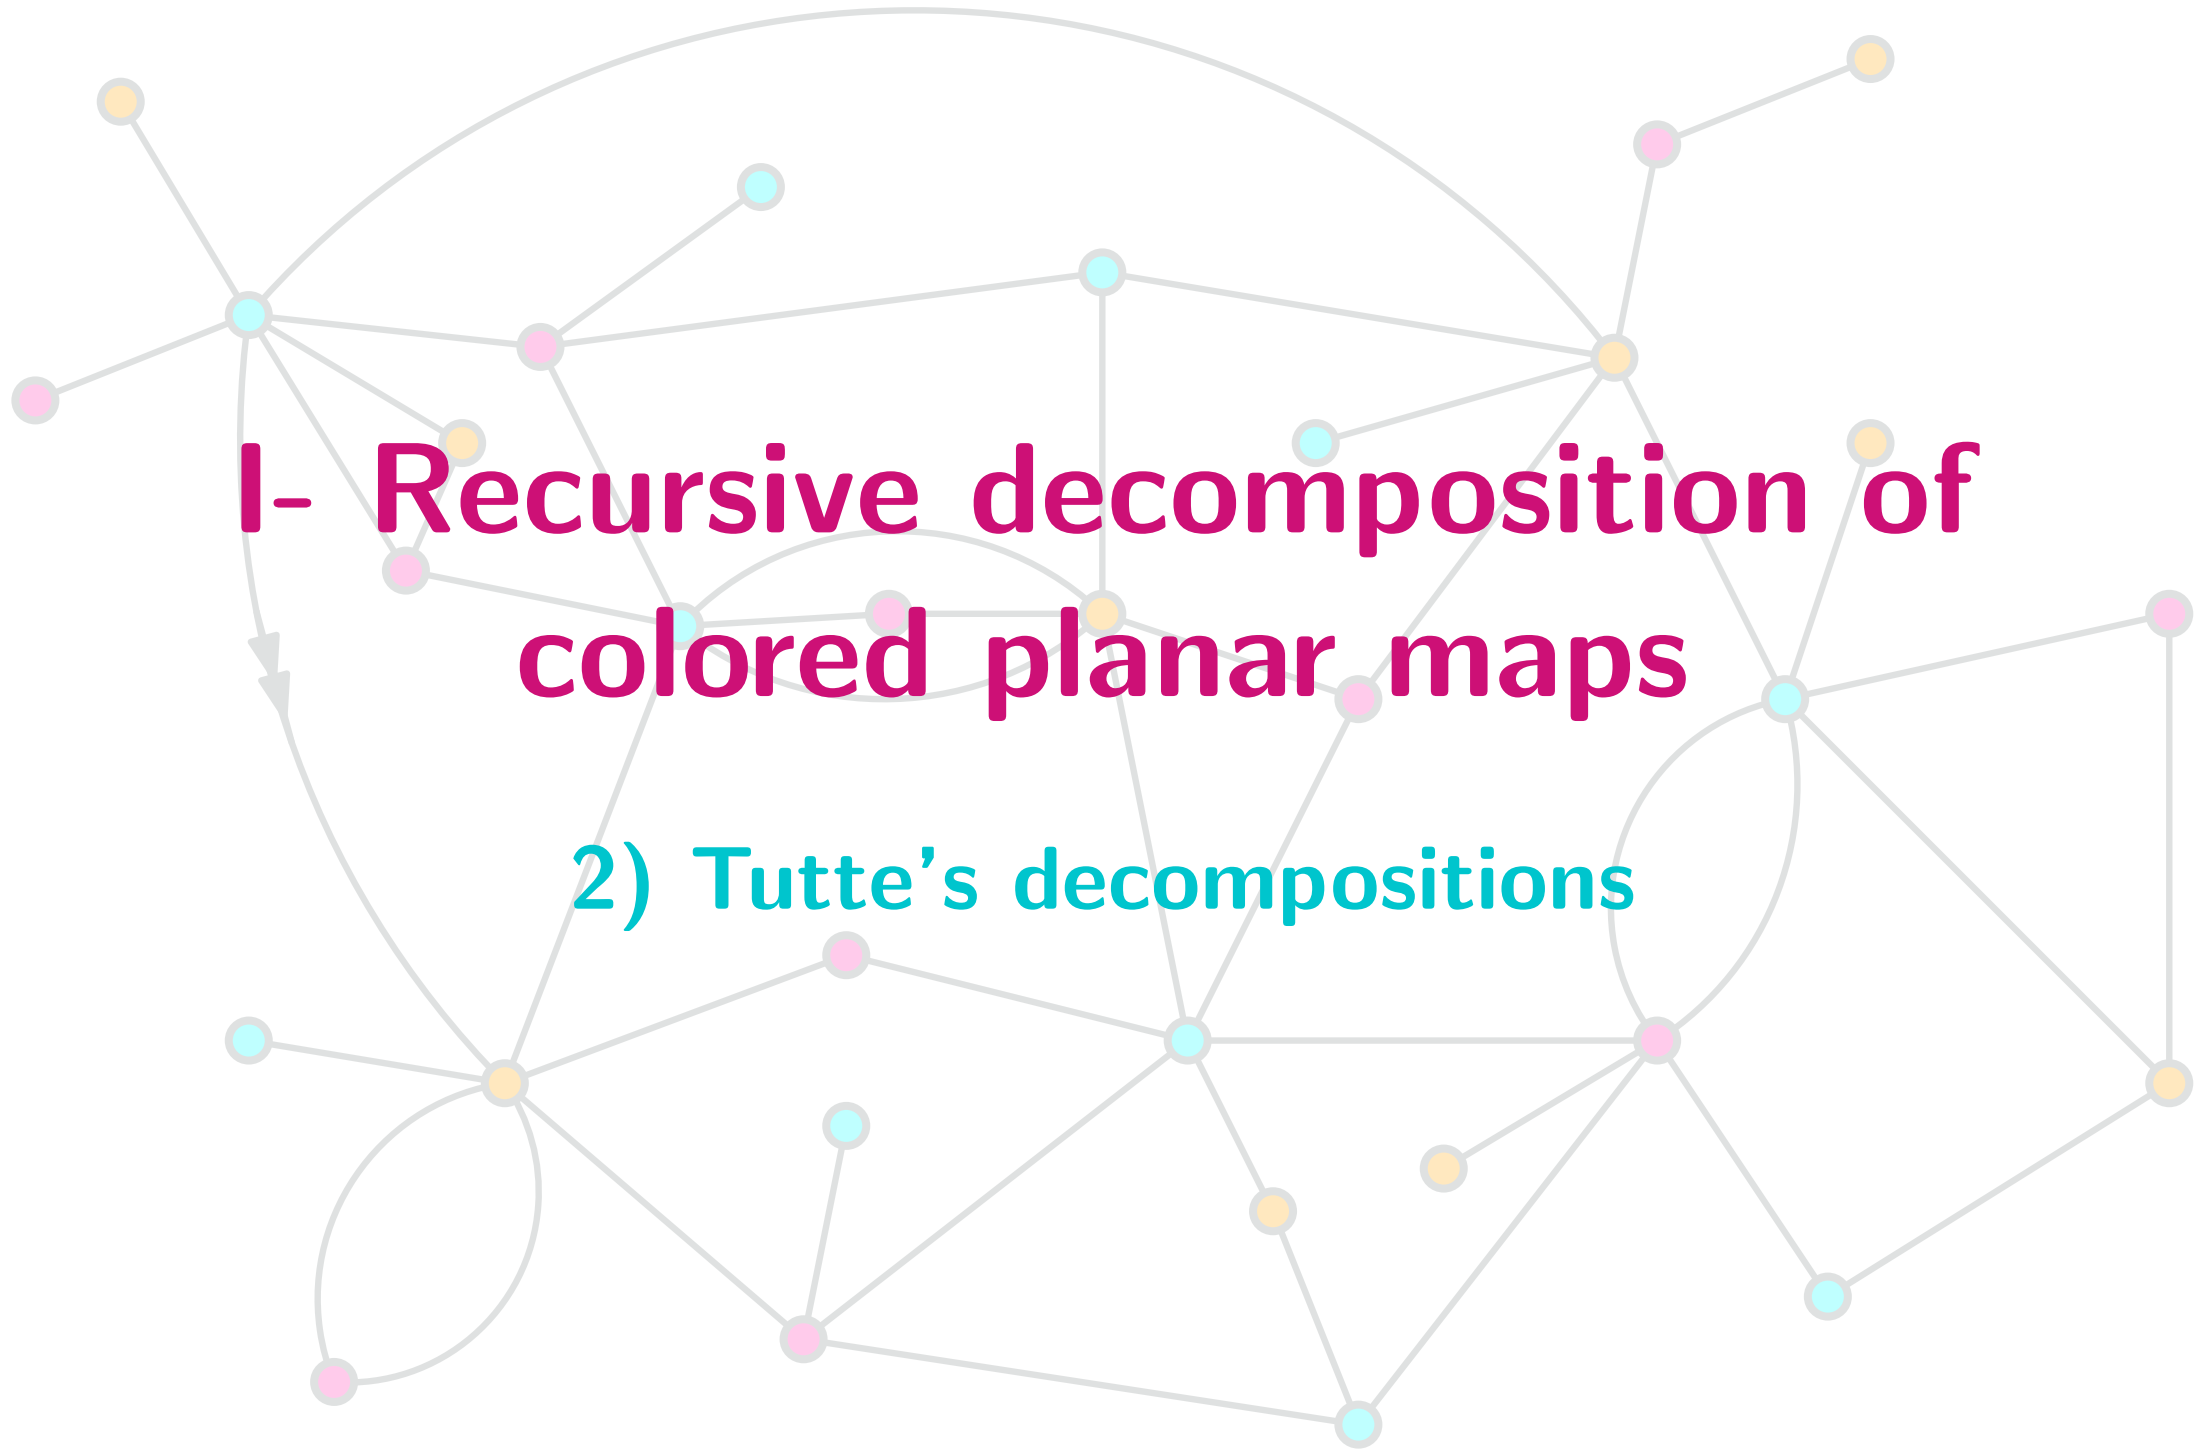 I- Recursive decomposition of
colored planar maps
2) Tutte's decompositions